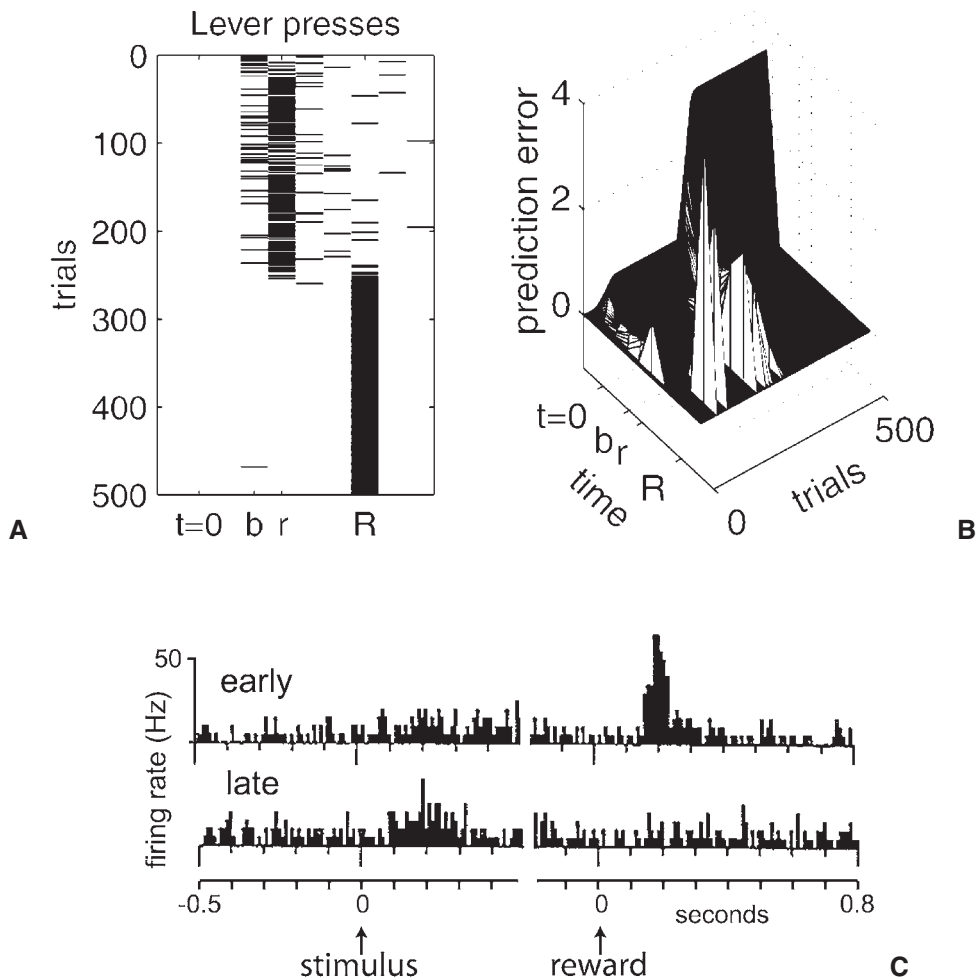 Lever presses
0
100
200
300
400
500
trials
t=0 b r R
A
4
2
0
prediction error
t=0
b
r
R
time
0
500
trials
B
50
early
late
firing rate (Hz)
-0.5 0 0 seconds 0.8
stimulus reward
C